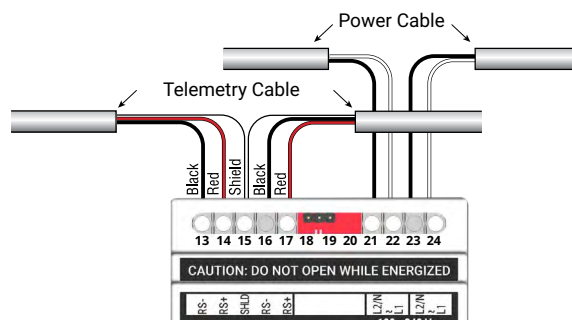 Power Cable
Telemetry Cable
Black
Red
Shield
Black
Red
13 14 15 16 17 18 19 20 21 22 23 24
CAUTION: DO NOT OPEN WHILE ENERGIZED
RS- RS+ SHLD RS- RS+ L2/N ~ L1 L2/N ~ L1